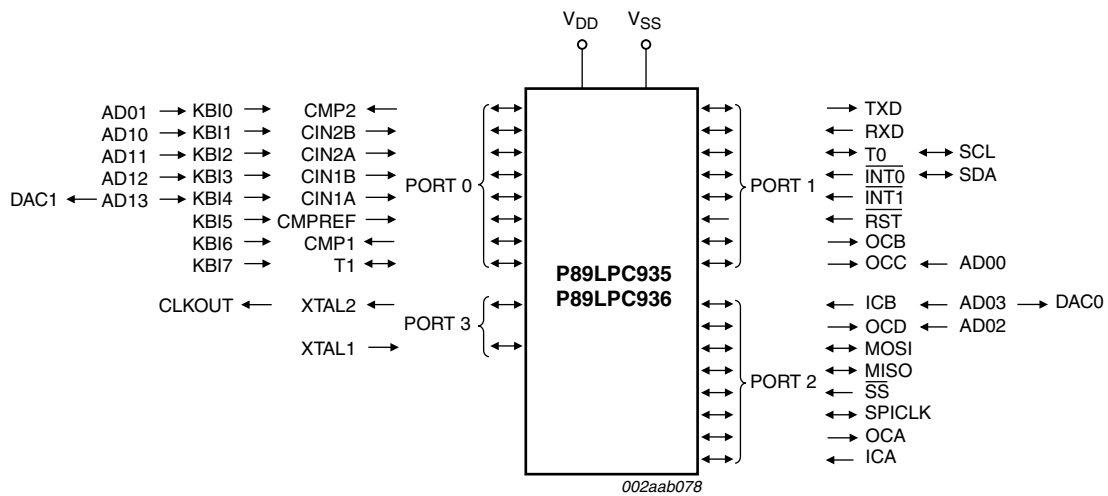 VDD VSS
AD01 KBI0 CMP2 TXD
AD10 KBI1 CIN2B RXD
AD11 KBI2 CIN2A T0 SCL
AD12 KBI3 CIN1B PORT 0 PORT 1 INT0 SDA
DAC1 AD13 KBI4 CIN1A INT1
KBI5 CMPREF RST
KBI6 CMP1 OCB
KBI7 T1 OCC AD00
P89LPC935
P89LPC936
CLKOUT XTAL2 PORT 3 ICB AD03 DAC0
OCD AD02
XTAL1 MOSI
MISO
PORT 2 SS
SPICLK
OCA
ICA
002aab078